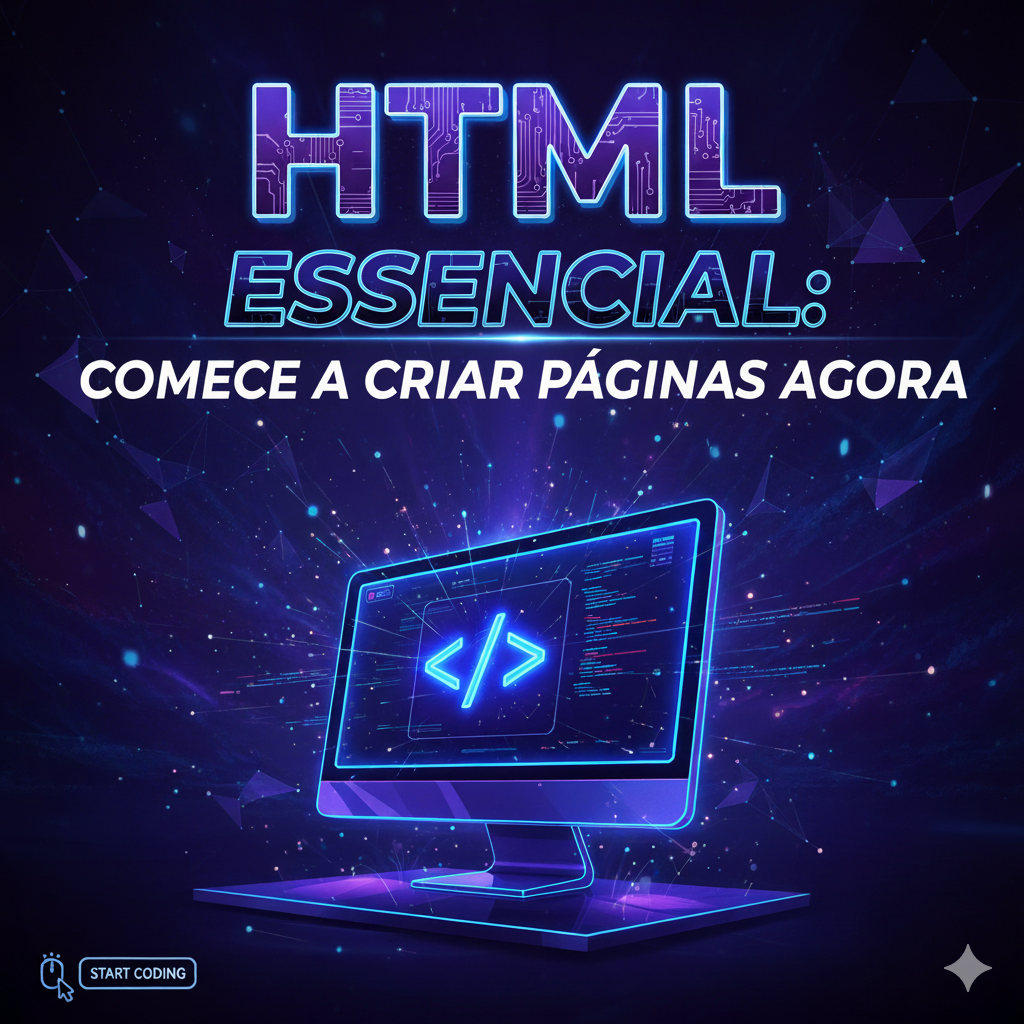 HTML
ESSENCIAL:
COMECE A CRIAR PÁGINAS AGORA
</>
START CODING